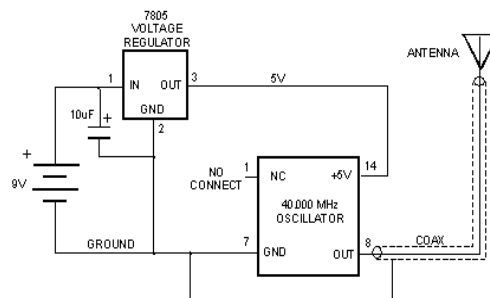 7805
VOLTAGE
REGULATOR
ANTENNA
1
IN
OUT
3
5V
GND
10uF
+
2
+
9V
NO
CONNECT
1
NC
+5V
14
40.000 MHz
OSCILLATOR
GROUND
7
GND
OUT
8
COAX